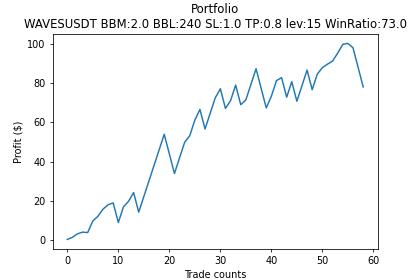 Portfolio
WAVESUSDT BBM:2.0 BBL:240 SL:1.0 TP:0.8 lev:15 WinRatio:73.0
100
80
60
40
20
0
Profit ($)
0 10 20 30 40 50 60
Trade counts